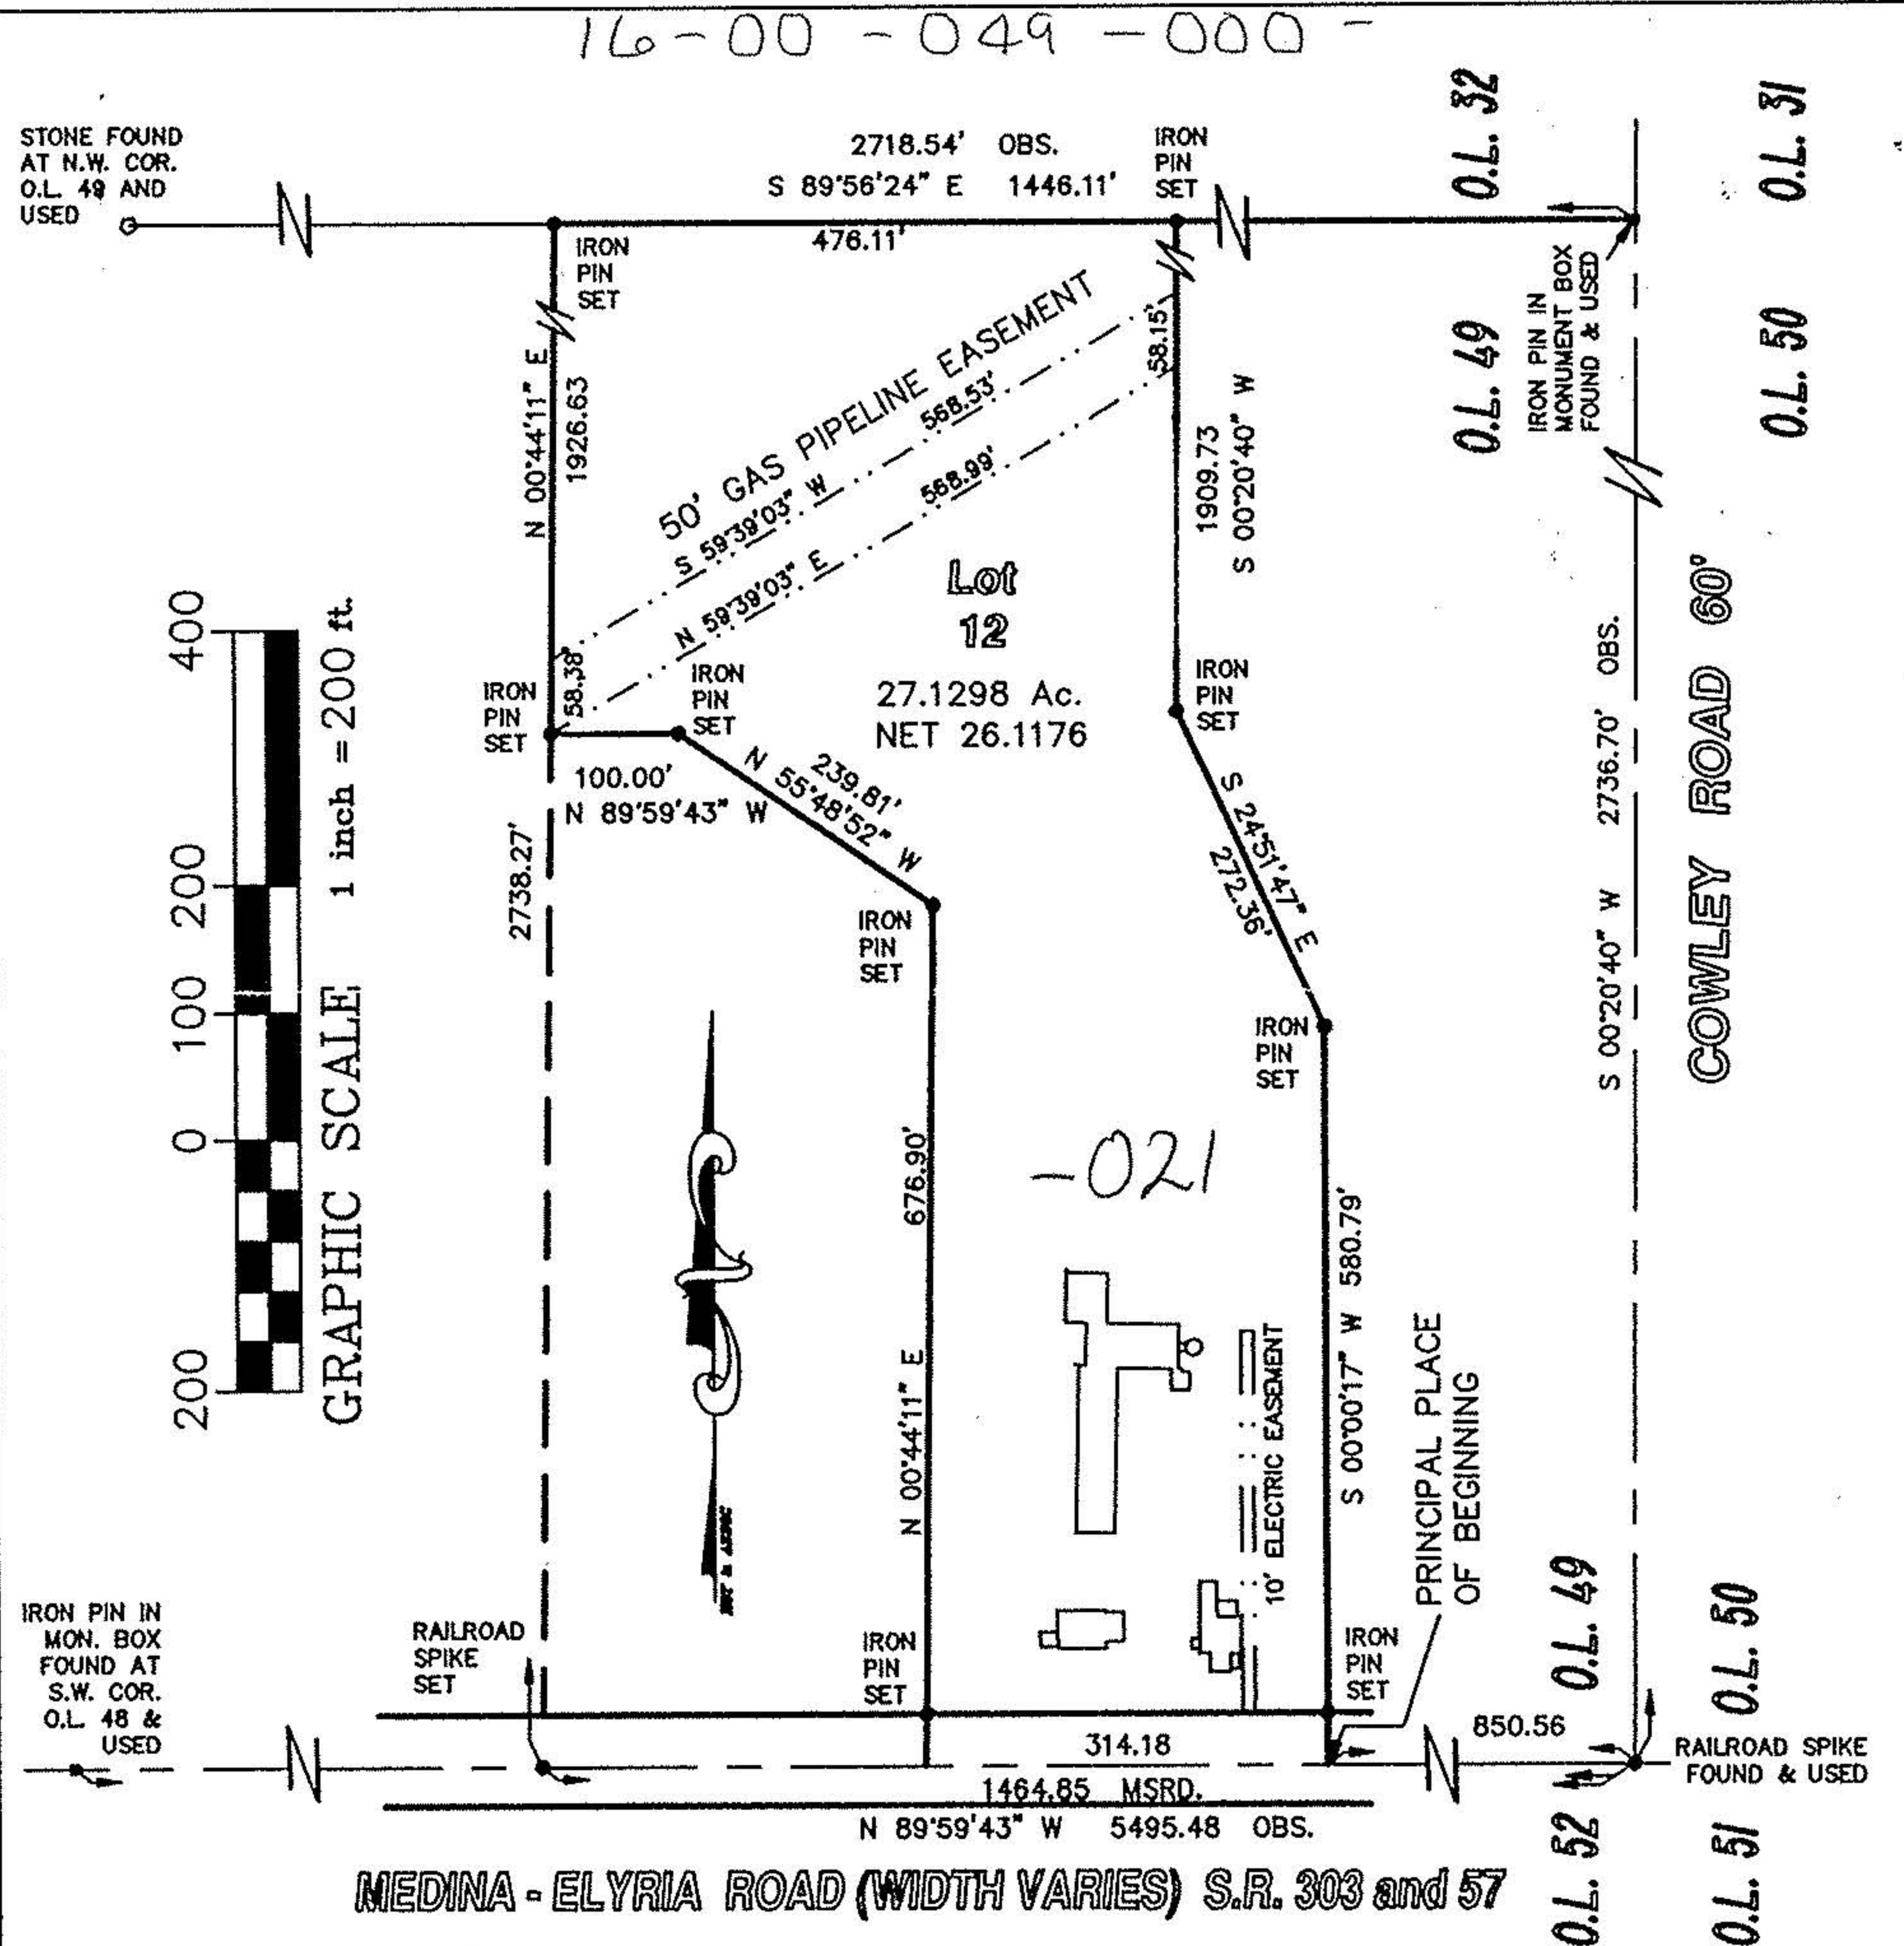 16-00-049-000-
STONE FOUND
AT N.W. COR.
O.L. 49 AND
USED
2718.54' OBS.
S 89°56'24" E 1446.11'
476.11'
IRON
PIN
SET
IRON
PIN
SET
O.L. 32
O.L. 31
O.L. 49
O.L. 50
IRON PIN IN
MONUMENT BOX
FOUND & USED
N 00°44'11" E
1926.63
50' GAS PIPELINE EASEMENT
S 59°39'03" W
568.53'
N 59°39'03" E
568.99'
58.15'
1909.73
S 00°20'40" W
58.38'
Lot
12
27.1298 Ac.
NET 26.1176
IRON
PIN
SET
IRON
PIN
SET
IRON
PIN
SET
100.00'
N 89°59'43" W
239.81'
N 55°48'52" W
S 24°51'47" E
272.36'
2738.27'
IRON
PIN
SET
IRON
PIN
SET
400
200
100
0
200
GRAPHIC SCALE
1 inch = 200 ft.
S 00°20'40" W 2736.70' OBS.
COWLEY ROAD 60'
-021
676.90'
N 00°44'11" E
S 00°00'17" W 580.79'
10' ELECTRIC EASEMENT
PRINCIPAL PLACE
OF BEGINNING
IRON PIN IN
MON. BOX
FOUND AT
S.W. COR.
O.L. 48 &
USED
RAILROAD
SPIKE
SET
IRON
PIN
SET
IRON
PIN
SET
O.L. 49
O.L. 50
314.18
850.56
RAILROAD SPIKE
FOUND & USED
1464.85 MSRD.
N 89°59'43" W 5495.48 OBS.
O.L. 52
O.L. 51
MEDINA - ELYRIA ROAD (WIDTH VARIES) S.R. 303 and 57